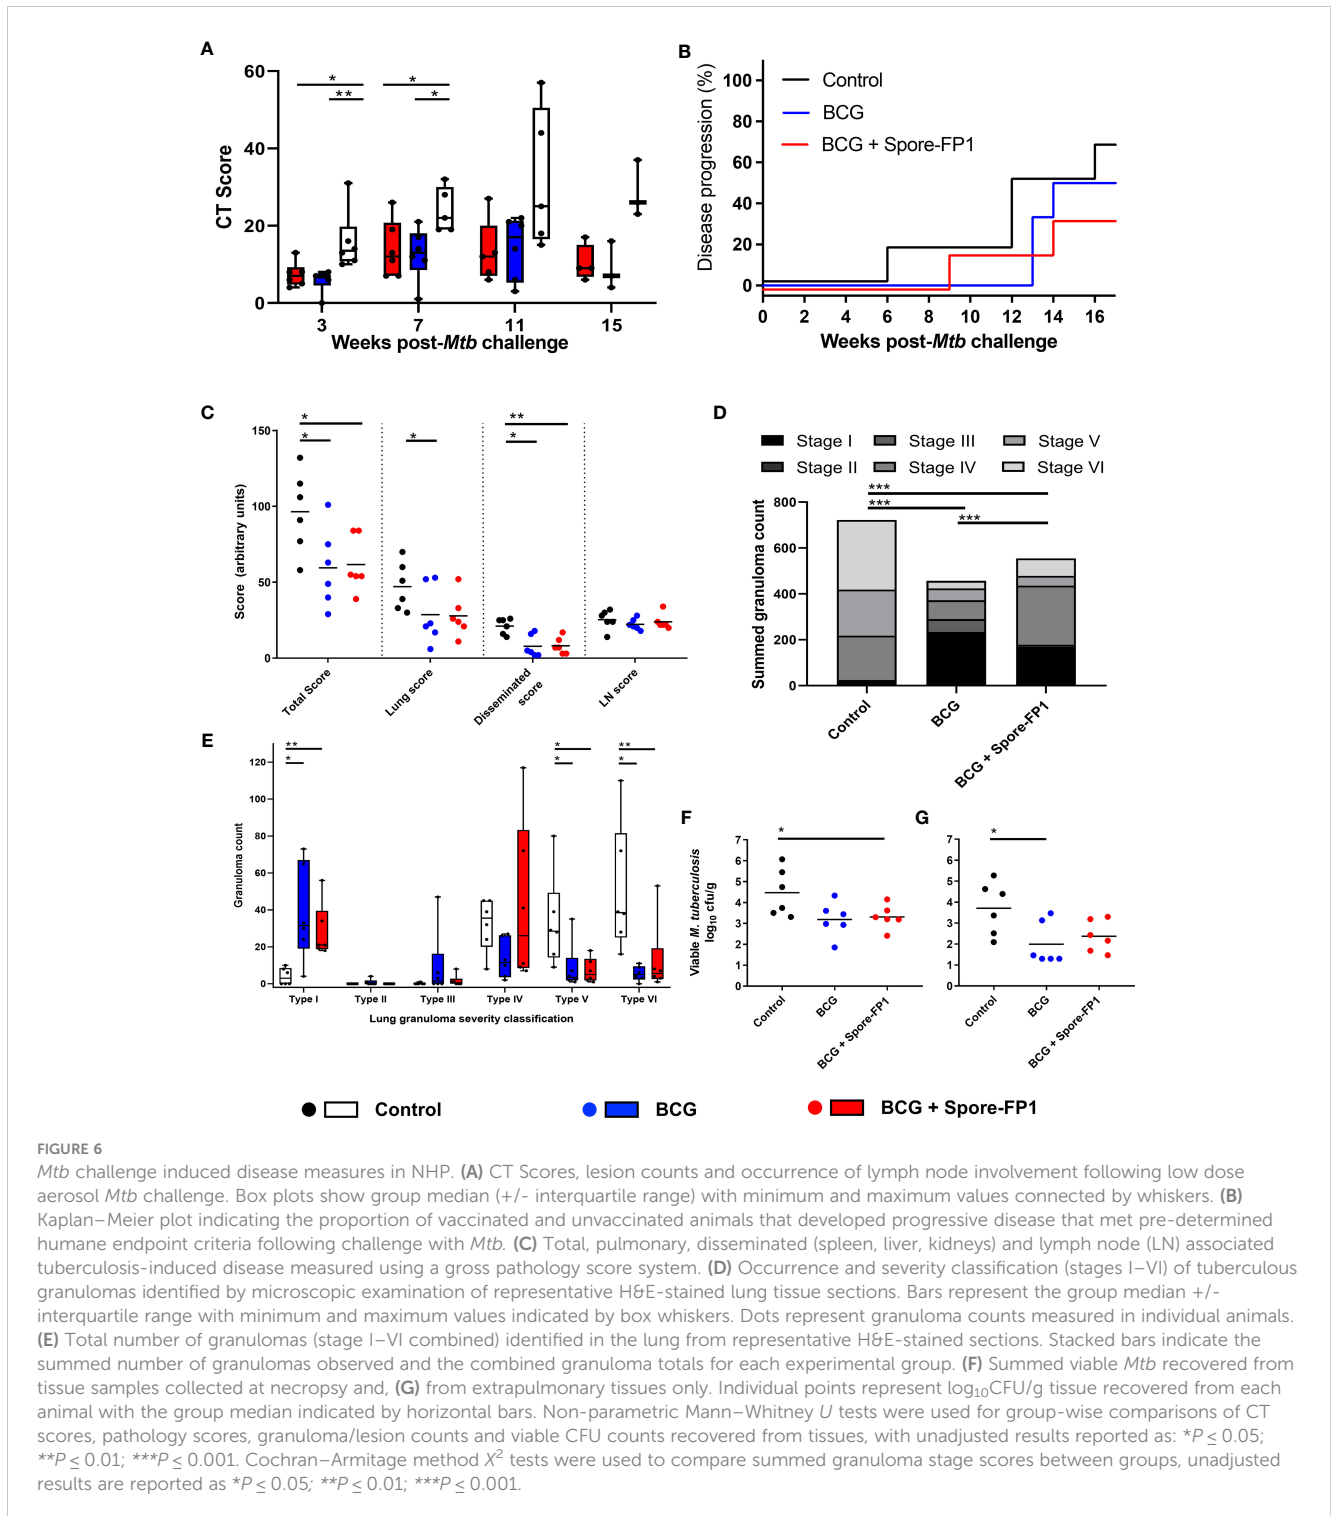 A
60
40
20
0
CT Score
*
**
*
*
3 7 11 15
Weeks post-Mtb challenge
B
Disease progression (%)
100
80
60
40
20
0
Control
BCG
BCG + Spore-FP1
0 2 4 6 8 10 12 14 16
Weeks post-Mtb challenge
C
Score (arbitrary units)
150
100
50
0
*
*
*
**
*
Total Score
Lung score
Disseminated
score
LN score
D
Stage I Stage III Stage V
Stage II Stage IV Stage VI
***
***
***
Summed granuloma count
800
600
400
200
0
Control
BCG
BCG + Spore-FP1
E
Granuloma count
120
100
80
60
40
20
0
**
*
*
*
**
*
Type I Type II Type III Type IV Type V Type VI
Lung granuloma severity classification
F
Viable M. tuberculosis
log10 cfu/g
7
6
5
4
3
2
1
0
*
Control
BCG
BCG + Spore-FP1
G
7
6
5
4
3
2
1
0
*
Control
BCG
BCG + Spore-FP1
Control BCG BCG + Spore-FP1
FIGURE 6
Mtb challenge induced disease measures in NHP. (A) CT Scores, lesion counts and occurrence of lymph node involvement following low dose
aerosol Mtb challenge. Box plots show group median (+/- interquartile range) with minimum and maximum values connected by whiskers. (B)
Kaplan–Meier plot indicating the proportion of vaccinated and unvaccinated animals that developed progressive disease that met pre-determined
humane endpoint criteria following challenge with Mtb. (C) Total, pulmonary, disseminated (spleen, liver, kidneys) and lymph node (LN) associated
tuberculosis-induced disease measured using a gross pathology score system. (D) Occurrence and severity classification (stages I–VI) of tuberculous
granulomas identified by microscopic examination of representative H&E-stained lung tissue sections. Bars represent the group median +/-
interquartile range with minimum and maximum values indicated by box whiskers. Dots represent granuloma counts measured in individual animals.
(E) Total number of granulomas (stage I–VI combined) identified in the lung from representative H&E-stained sections. Stacked bars indicate the
summed number of granulomas observed and the combined granuloma totals for each experimental group. (F) Summed viable Mtb recovered from
tissue samples collected at necropsy and, (G) from extrapulmonary tissues only. Individual points represent log10CFU/g tissue recovered from each
animal with the group median indicated by horizontal bars. Non-parametric Mann–Whitney U tests were used for group-wise comparisons of CT
scores, pathology scores, granuloma/lesion counts and viable CFU counts recovered from tissues, with unadjusted results reported as: *P ≤ 0.05;
**P ≤ 0.01; ***P ≤ 0.001. Cochran–Armitage method X² tests were used to compare summed granuloma stage scores between groups, unadjusted
results are reported as *P ≤ 0.05; **P ≤ 0.01; ***P ≤ 0.001.